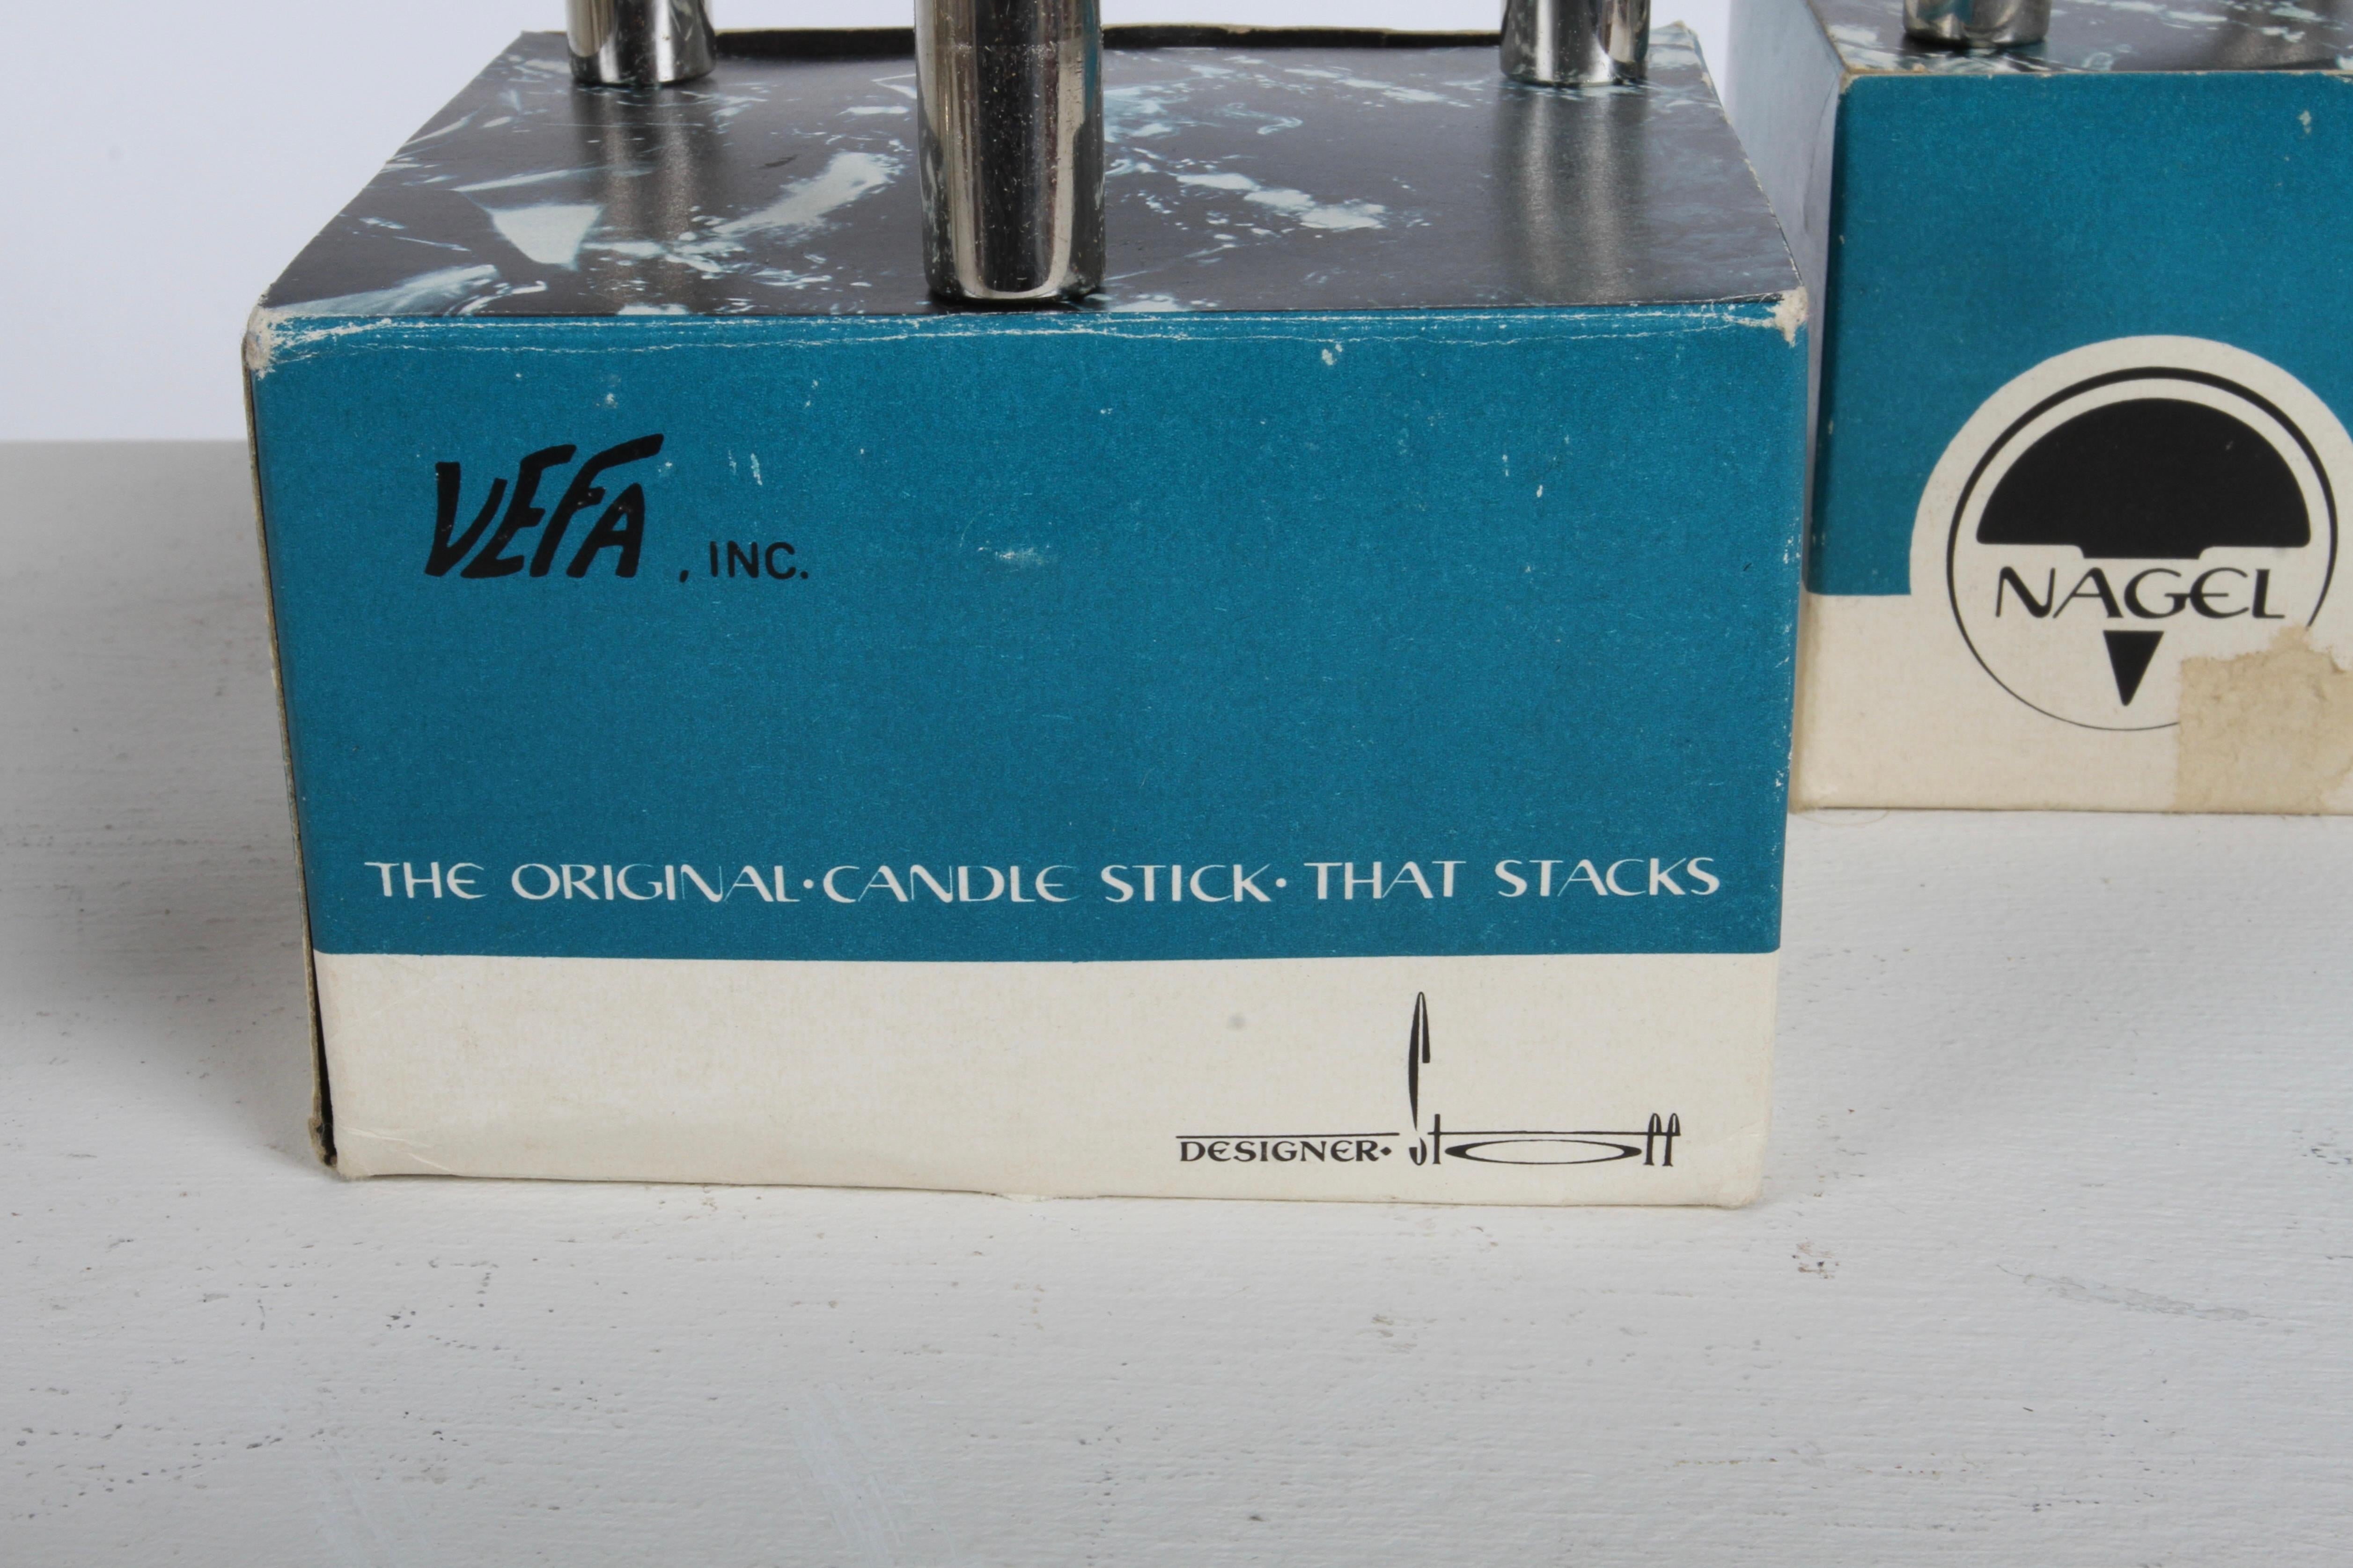 VEFA, INC.
THE ORIGINAL·CANDLE STICK·THAT STACKS
DESIGNER· Stoff
NAGEL